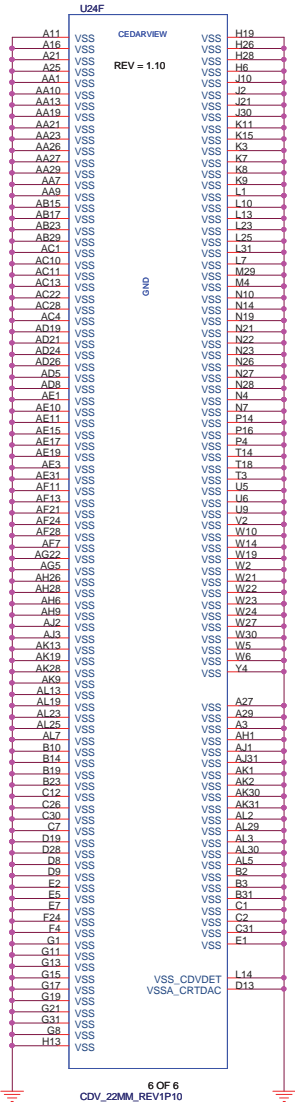 U24F
CEDARVIEW
REV = 1.10
GND
A11 VSS VSS H19
A16 VSS VSS H26
A21 VSS VSS H28
A25 VSS VSS H6
AA1 VSS VSS J10
AA10 VSS VSS J2
AA13 VSS VSS J21
AA19 VSS VSS J30
AA21 VSS VSS K11
AA23 VSS VSS K15
AA26 VSS VSS K3
AA27 VSS VSS K7
AA29 VSS VSS K8
AA7 VSS VSS K9
AA9 VSS VSS L1
AB15 VSS VSS L10
AB17 VSS VSS L13
AB23 VSS VSS L23
AB29 VSS VSS L25
AC1 VSS VSS L31
AC10 VSS VSS L7
AC11 VSS VSS M29
AC13 VSS VSS M4
AC22 VSS VSS N10
AC28 VSS VSS N14
AC4 VSS VSS N19
AD19 VSS VSS N21
AD21 VSS VSS N22
AD24 VSS VSS N23
AD26 VSS VSS N26
AD5 VSS VSS N27
AD8 VSS VSS N28
AE1 VSS VSS N4
AE10 VSS VSS N7
AE11 VSS VSS P14
AE15 VSS VSS P16
AE17 VSS VSS P4
AE19 VSS VSS T14
AE3 VSS VSS T18
AE31 VSS VSS T3
AF11 VSS VSS U5
AF13 VSS VSS U6
AF21 VSS VSS U9
AF24 VSS VSS V2
AF28 VSS VSS W10
AF7 VSS VSS W14
AG22 VSS VSS W19
AG5 VSS VSS W2
AH26 VSS VSS W21
AH28 VSS VSS W22
AH6 VSS VSS W23
AH9 VSS VSS W24
AJ2 VSS VSS W27
AJ3 VSS VSS W30
AK13 VSS VSS W5
AK19 VSS VSS W6
AK28 VSS VSS Y4
AK9 VSS
AL13 VSS
AL19 VSS VSS A27
AL23 VSS VSS A29
AL25 VSS VSS A3
AL7 VSS VSS AH1
B10 VSS VSS AJ1
B14 VSS VSS AJ31
B19 VSS VSS AK1
B23 VSS VSS AK2
C12 VSS VSS AK30
C26 VSS VSS AK31
C30 VSS VSS AL2
C7 VSS VSS AL29
D19 VSS VSS AL3
D28 VSS VSS AL30
D8 VSS VSS AL5
D9 VSS VSS B2
E2 VSS VSS B3
E5 VSS VSS B31
E7 VSS VSS C1
F24 VSS VSS C2
F4 VSS VSS C31
G1 VSS VSS E1
G11 VSS
G13 VSS
G15 VSS VSS_CDVDET L14
G17 VSS VSSA_CRTDAC D13
G19 VSS
G21 VSS
G31 VSS
G8 VSS
H13 VSS
6 OF 6
CDV_22MM_REV1P10